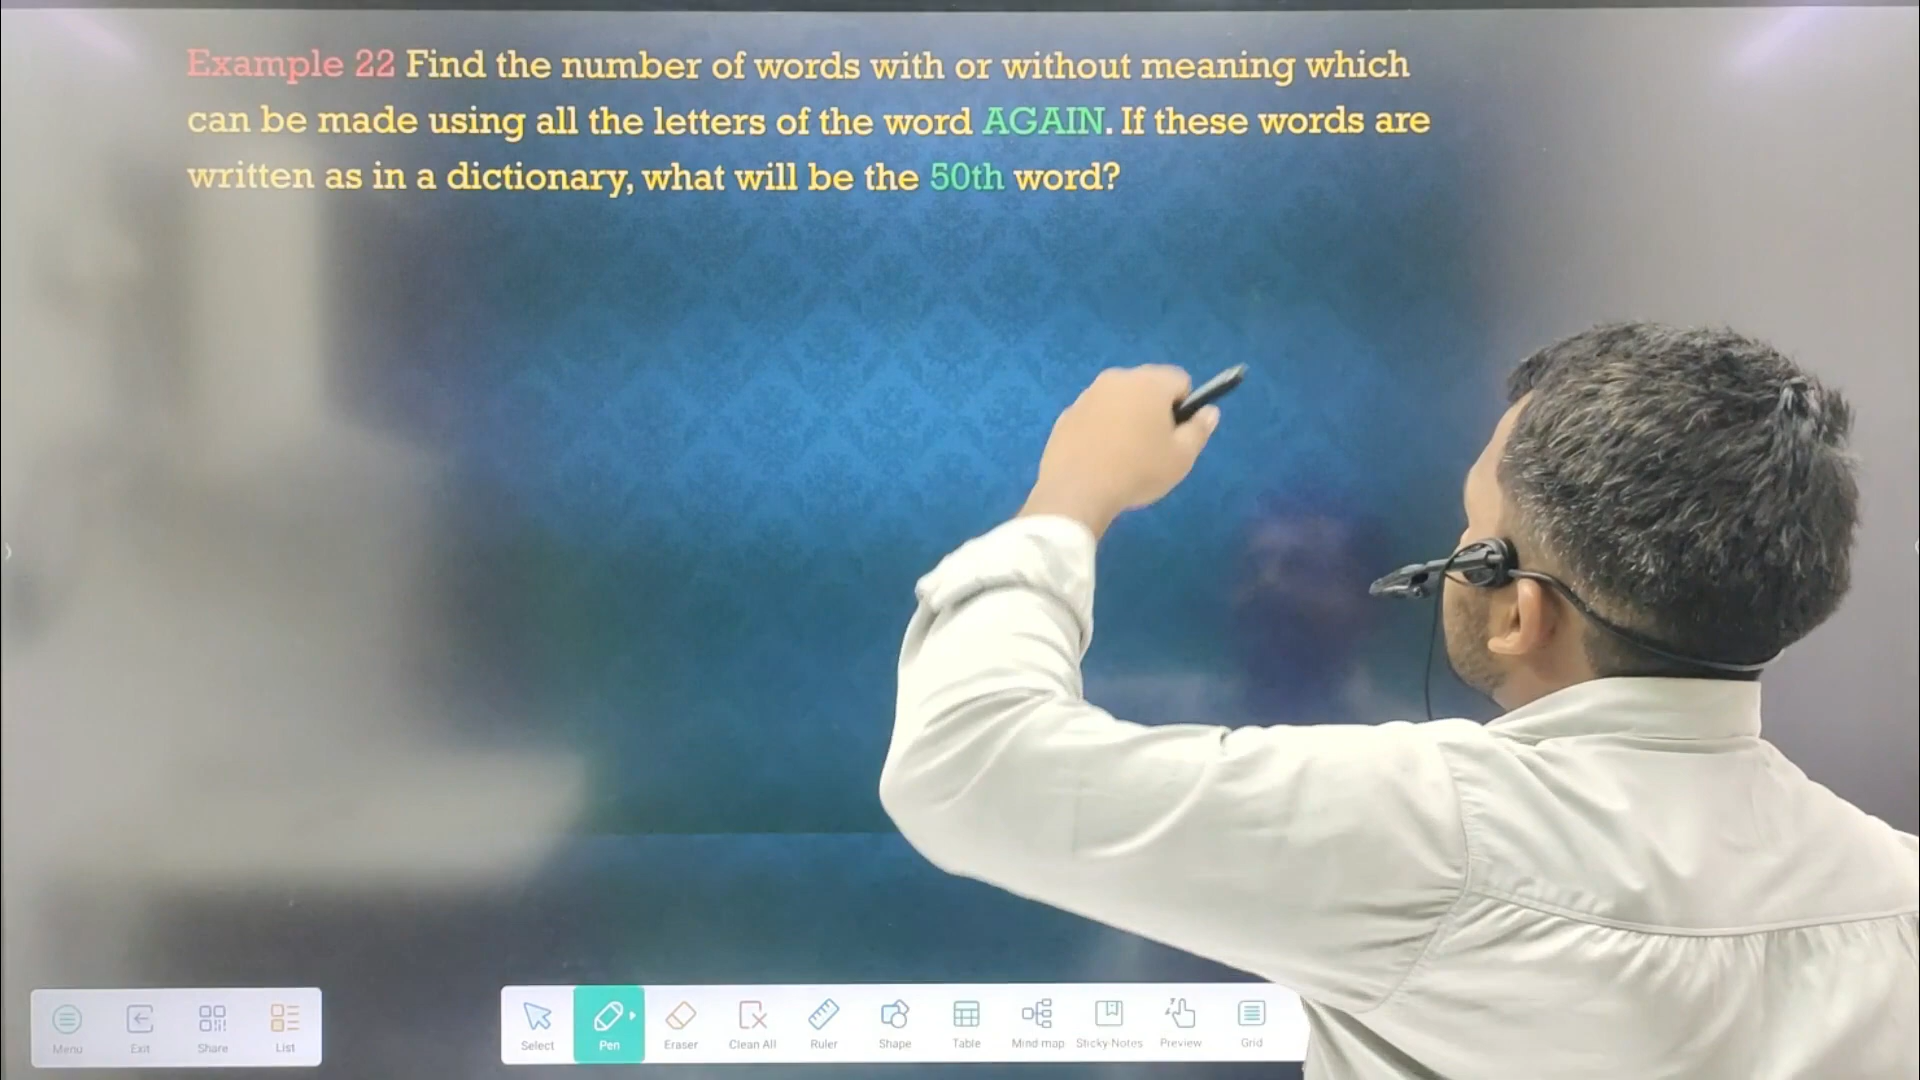 Example 22 Find the number of words with or without meaning which
can be made using all the letters of the word AGAIN. If these words are
written as in a dictionary, what will be the 50th word?
Menu Exit Share List Select Pen Eraser Clean All Ruler Shape Table Mind map Sticky Notes Preview Grid